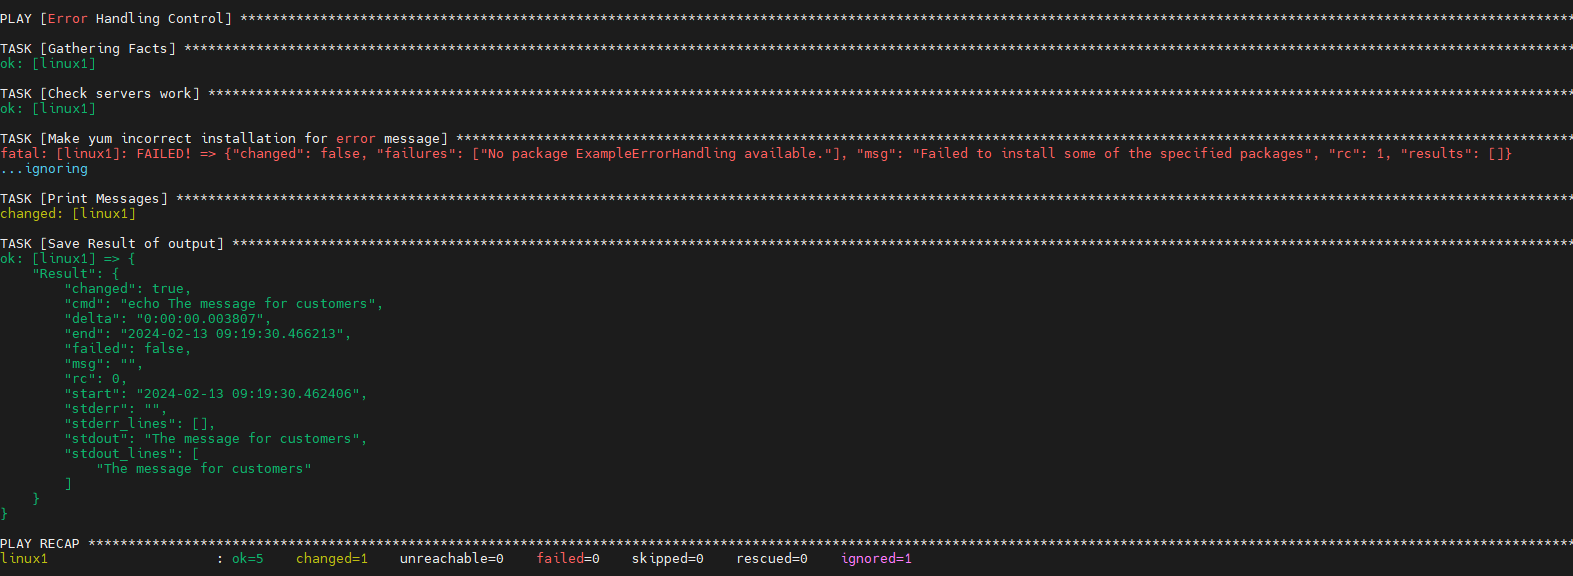 PLAY [Error Handling Control] ***********************************************************************************************************************************************************************
TASK [Gathering Facts] ******************************************************************************************************************************************************************************
ok: [linux1]
TASK [Check servers work] ***************************************************************************************************************************************************************************
ok: [linux1]
TASK [Make yum incorrect installation for error message] ********************************************************************************************************************************************
fatal: [linux1]: FAILED! => {"changed": false, "failures": ["No package ExampleErrorHandling available."], "msg": "Failed to install some of the specified packages", "rc": 1, "results": []}
...ignoring
TASK [Print Messages] *******************************************************************************************************************************************************************************
changed: [linux1]
TASK [Save Result of output] ************************************************************************************************************************************************************************
ok: [linux1] => {
    "Result": {
        "changed": true,
        "cmd": "echo The message for customers",
        "delta": "0:00:00.003807",
        "end": "2024-02-13 09:19:30.466213",
        "failed": false,
        "msg": "",
        "rc": 0,
        "start": "2024-02-13 09:19:30.462406",
        "stderr": "",
        "stderr_lines": [],
        "stdout": "The message for customers",
        "stdout_lines": [
            "The message for customers"
        ]
    }
}
PLAY RECAP ******************************************************************************************************************************************************************************************
linux1                     : ok=5    changed=1    unreachable=0    failed=0    skipped=0    rescued=0    ignored=1